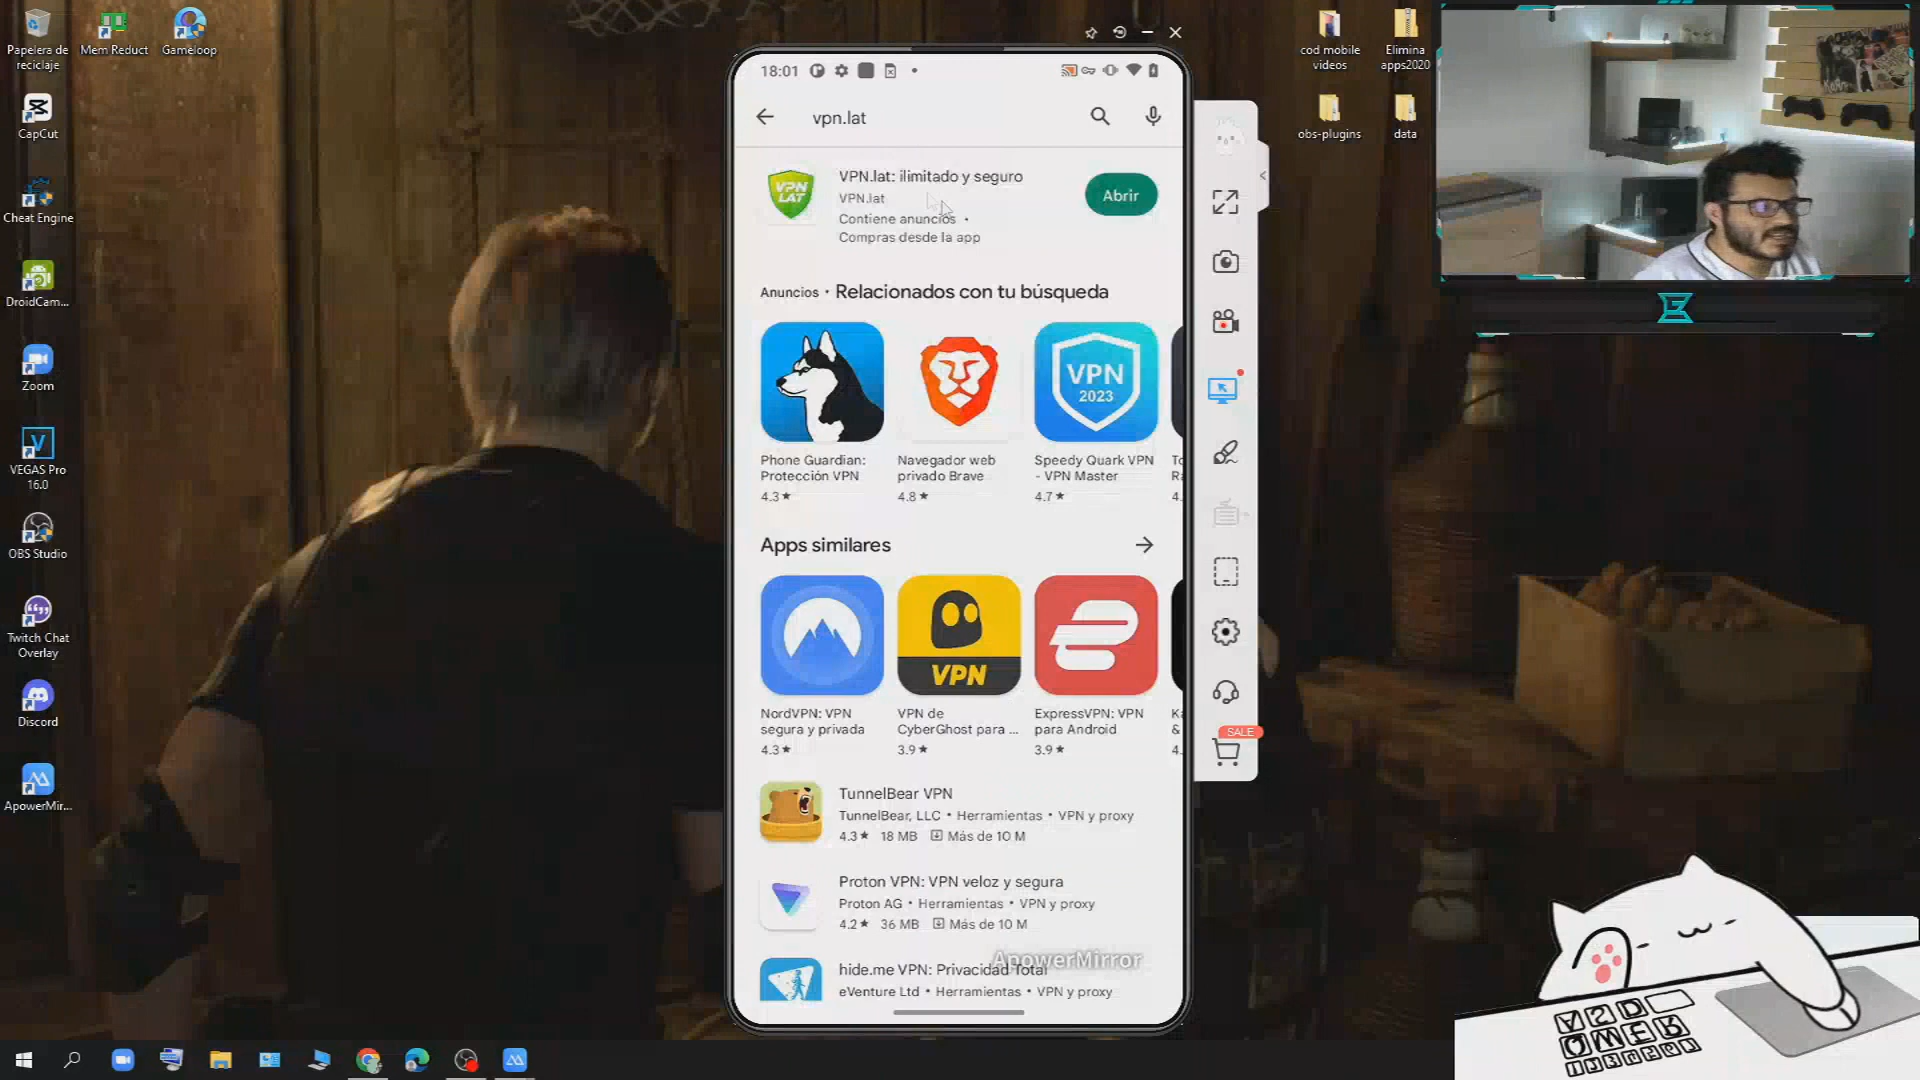 Papelera de
reciclaje
Mem Reduct
Gameloop
CapCut
Cheat Engine
DroidCam...
Zoom
VEGAS Pro
16.0
OBS Studio
Twitch Chat
Overlay
Discord
ApowerMir...
18:01
vpn.lat
VPN
LAT
VPN.lat: ilimitado y seguro
VPN.lat
Contiene anuncios •
Compras desde la app
Abrir
Anuncios • Relacionados con tu búsqueda
VPN
2023
Phone Guardian:
Protección VPN
4.3★
Navegador web
privado Brave
4.8★
Speedy Quark VPN
- VPN Master
4.7★
4.
Apps similares
VPN
NordVPN: VPN
segura y privada
4.3★
VPN de
CyberGhost para ...
3.9★
ExpressVPN: VPN
para Android
3.9★
&
4.
TunnelBear VPN
TunnelBear, LLC • Herramientas • VPN y proxy
4.3★ 18 MB Más de 10 M
Proton VPN: VPN veloz y segura
Proton AG • Herramientas • VPN y proxy
4.2★ 36 MB Más de 10 M
ApowerMirror
hide.me VPN: Privacidad Total
eVenture Ltd • Herramientas • VPN y proxy
SALE
cod mobile
videos
Elimina
apps2020
obs-plugins
data